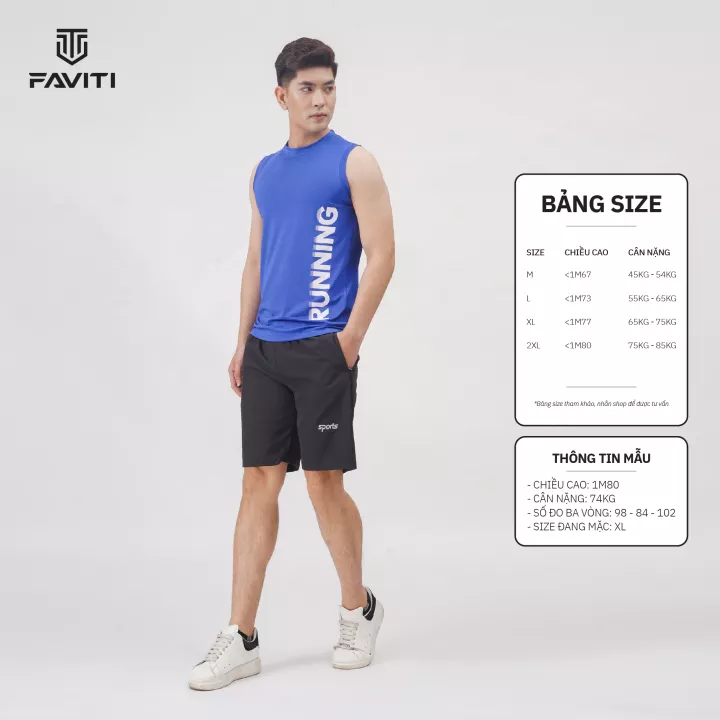 FAVITI
RUNNING
sports
BẢNG SIZE
SIZE CHIỀU CAO CÂN NẶNG
M <1M67 45KG - 54KG
L <1M73 55KG - 65KG
XL <1M77 65KG - 75KG
2XL <1M80 75KG - 85KG
*Bảng size tham khảo, nhắn shop để được tư vấn
THÔNG TIN MẪU
- CHIỀU CAO: 1M80
- CÂN NẶNG: 74KG
- SỐ ĐO BA VÒNG: 98 - 84 - 102
- SIZE ĐANG MẶC: XL